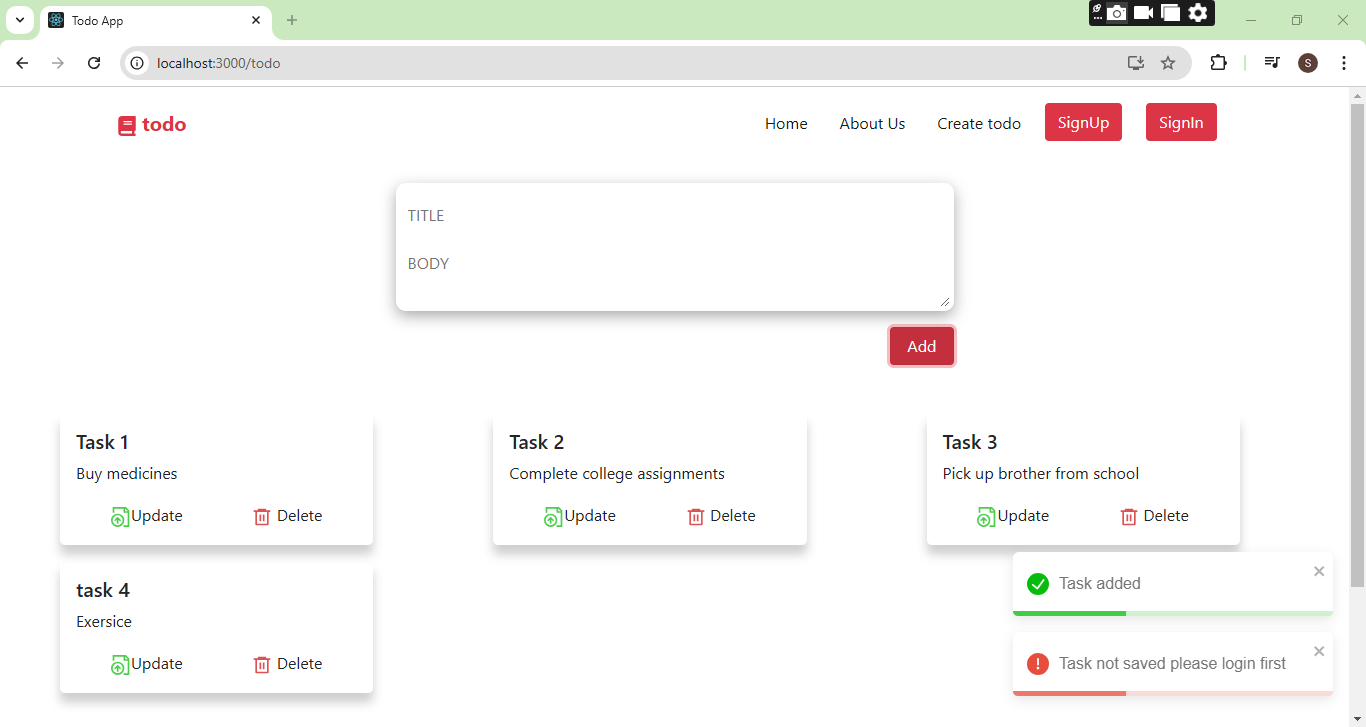 Todo App
localhost:3000/todo
S
todo
Home About Us Create todo SignUp SignIn
TITLE
BODY
Add
Task 1
Buy medicines
Update Delete
Task 2
Complete college assignments
Update Delete
Task 3
Pick up brother from school
Update Delete
task 4
Exersice
Update Delete
Task added
Task not saved please login first